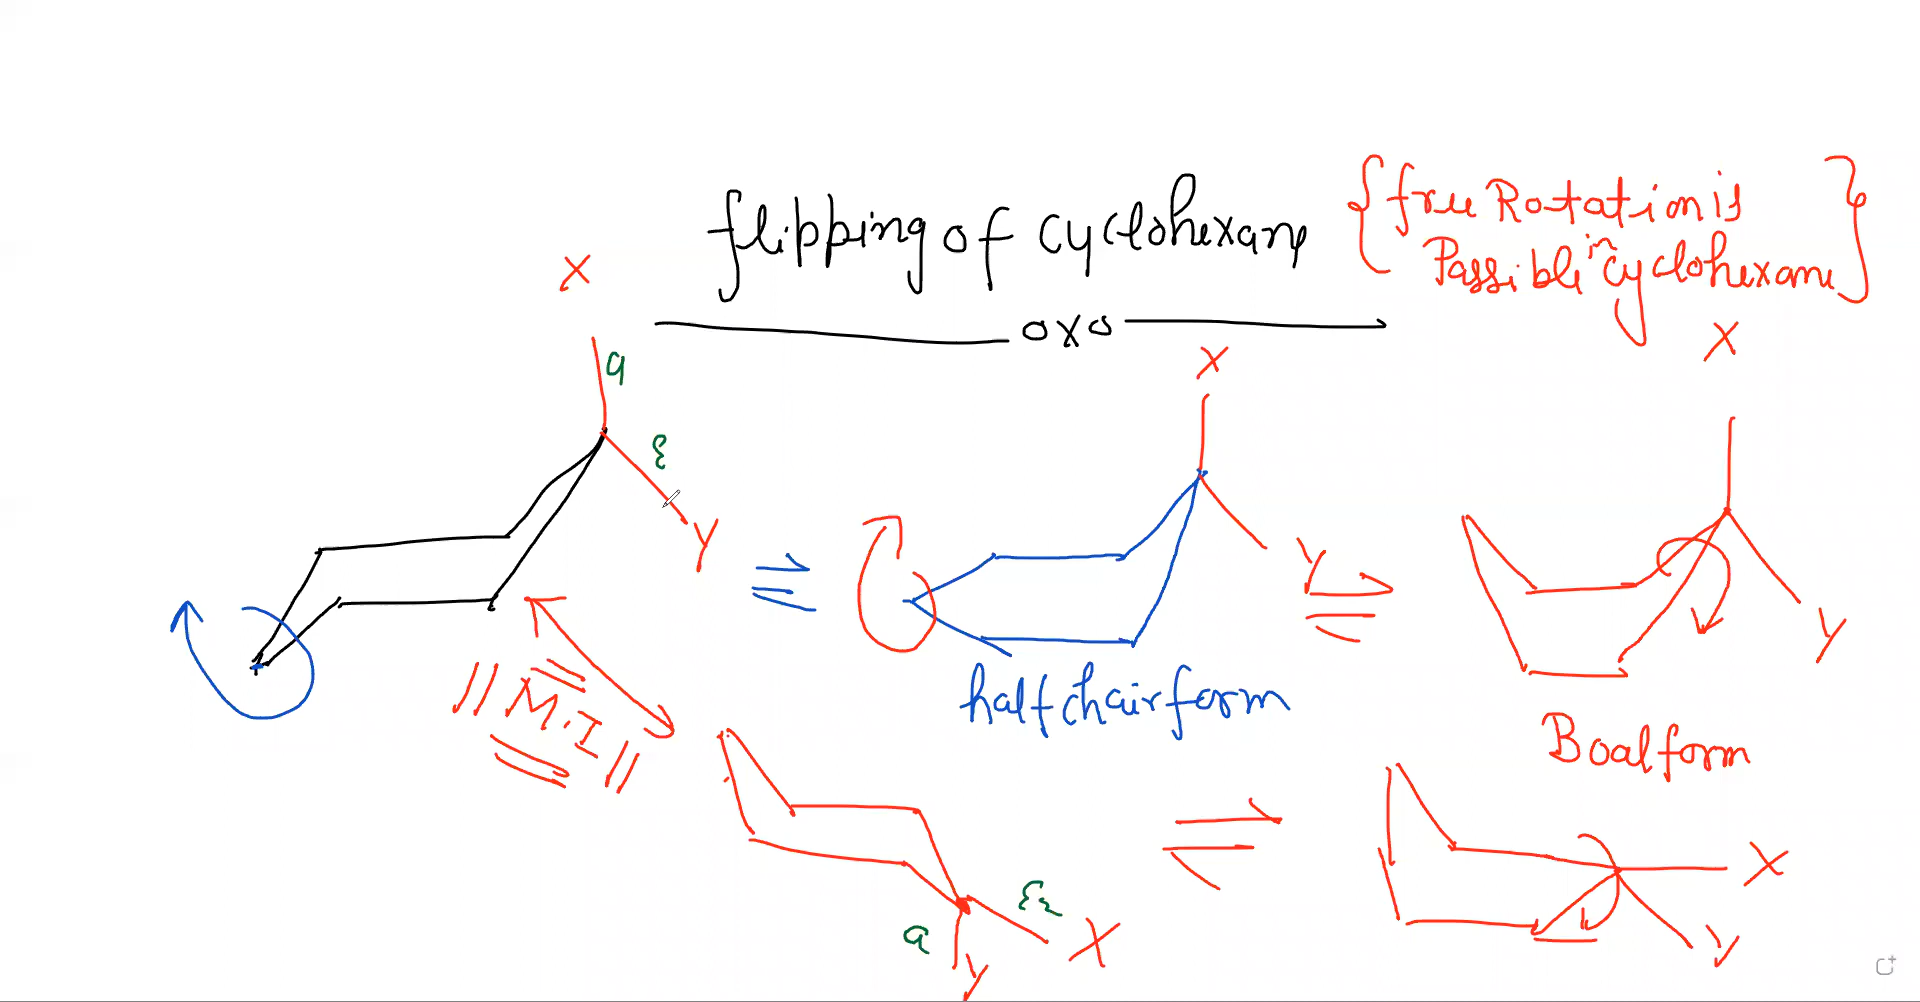 flipping of cyclohexane
oxo
{free Rotation is
Passible in cyclohexane}
X
a
e
Y
X
Y
half chair form
X
Y
Boat form
|| M.I ||
a
e
X
Y
X
Y